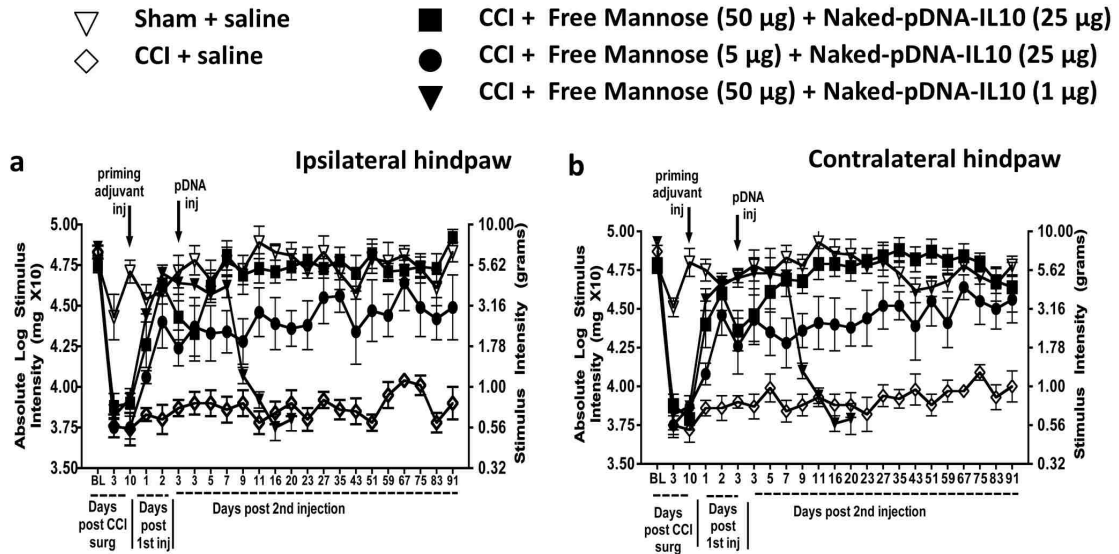 Sham + saline
CCI + saline
CCI + Free Mannose (50 µg) + Naked-pDNA-IL10 (25 µg)
CCI + Free Mannose (5 µg) + Naked-pDNA-IL10 (25 µg)
CCI + Free Mannose (50 µg) + Naked-pDNA-IL10 (1 µg)
a
Ipsilateral hindpaw
priming
adjuvant
inj
pDNA
inj
Absolute Log Stimulus
Intensity (mg X10)
5.00
4.75
4.50
4.25
4.00
3.75
3.50
10.00
5.62
3.16
1.78
1.00
0.56
0.32
Stimulus Intensity (grams)
BL 3 10 1 2 3 3 5 7 9 11 16 20 23 27 35 43 51 59 67 75 83 91
Days
post CCI
surg
Days
post
1st inj
Days post 2nd injection
b
Contralateral hindpaw
priming
adjuvant
inj
pDNA
inj
Absolute Log Stimulus
Intensity (mg X10)
5.00
4.75
4.50
4.25
4.00
3.75
3.50
10.00
5.62
3.16
1.78
1.00
0.56
0.32
Stimulus Intensity (grams)
BL 3 10 1 2 3 3 5 7 9 11 16 20 23 27 35 43 51 59 67 75 83 91
Days
post CCI
surg
Days
post
1st inj
Days post 2nd injection